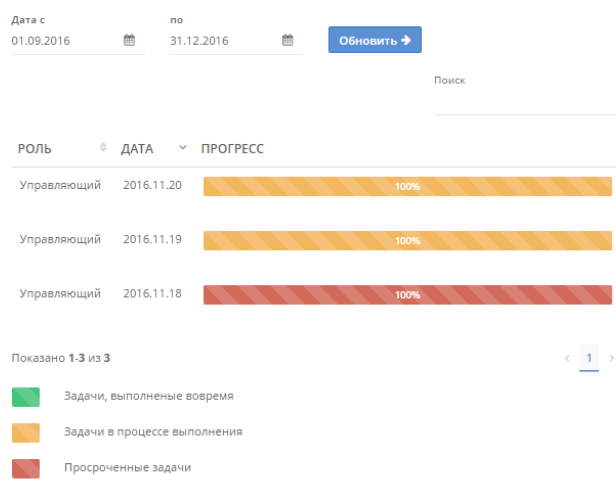 Дата с по
01.09.2016 31.12.2016 Обновить
Поиск
РОЛЬ ДАТА ПРОГРЕСС
Управляющий 2016.11.20 100%
Управляющий 2016.11.19 100%
Управляющий 2016.11.18 100%
Показано 1-3 из 3 1
Задачи, выполненые вовремя
Задачи в процессе выполнения
Просроченные задачи